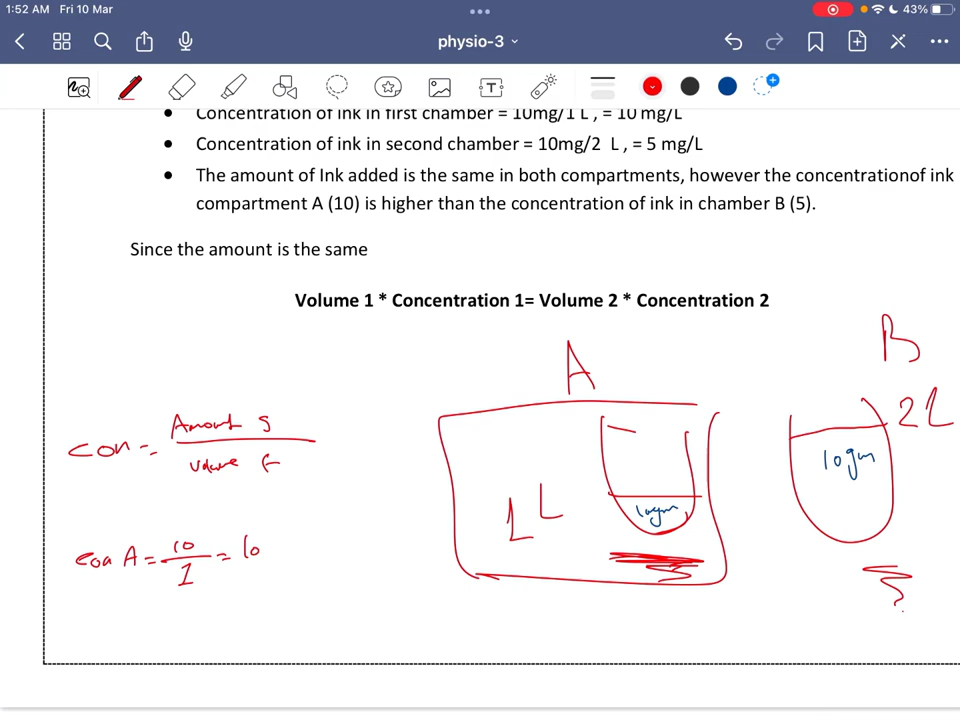 1:52 AM Fri 10 Mar
43%
physio-3
T
Concentration of ink in first chamber = 10mg/1 L , = 10 mg/L
Concentration of ink in second chamber = 10mg/2 L , = 5 mg/L
The amount of Ink added is the same in both compartments, however the concentrationof ink
compartment A (10) is higher than the concentration of ink in chamber B (5).
Since the amount is the same
Volume 1 * Concentration 1= Volume 2 * Concentration 2
A
B
2L
con = Amount
volume
10gm
1 L
10gm
con A = 10/1 = 10